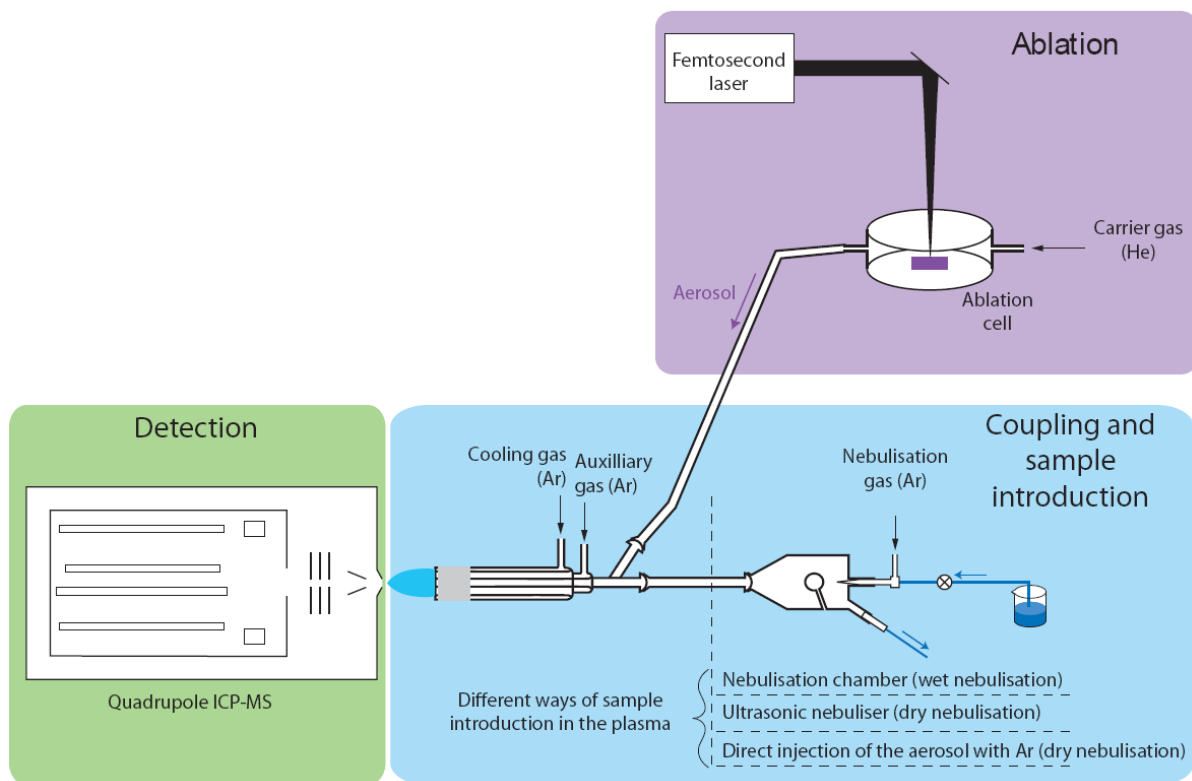 Ablation
Femtosecond
laser
Carrier gas
(He)
Aerosol
Ablation
cell
Detection
Coupling and
sample
introduction
Cooling gas
(Ar)
Auxilliary
gas (Ar)
Nebulisation
gas (Ar)
Quadrupole ICP-MS
Different ways of sample
introduction in the plasma
Nebulisation chamber (wet nebulisation)
Ultrasonic nebuliser (dry nebulisation)
Direct injection of the aerosol with Ar (dry nebulisation)